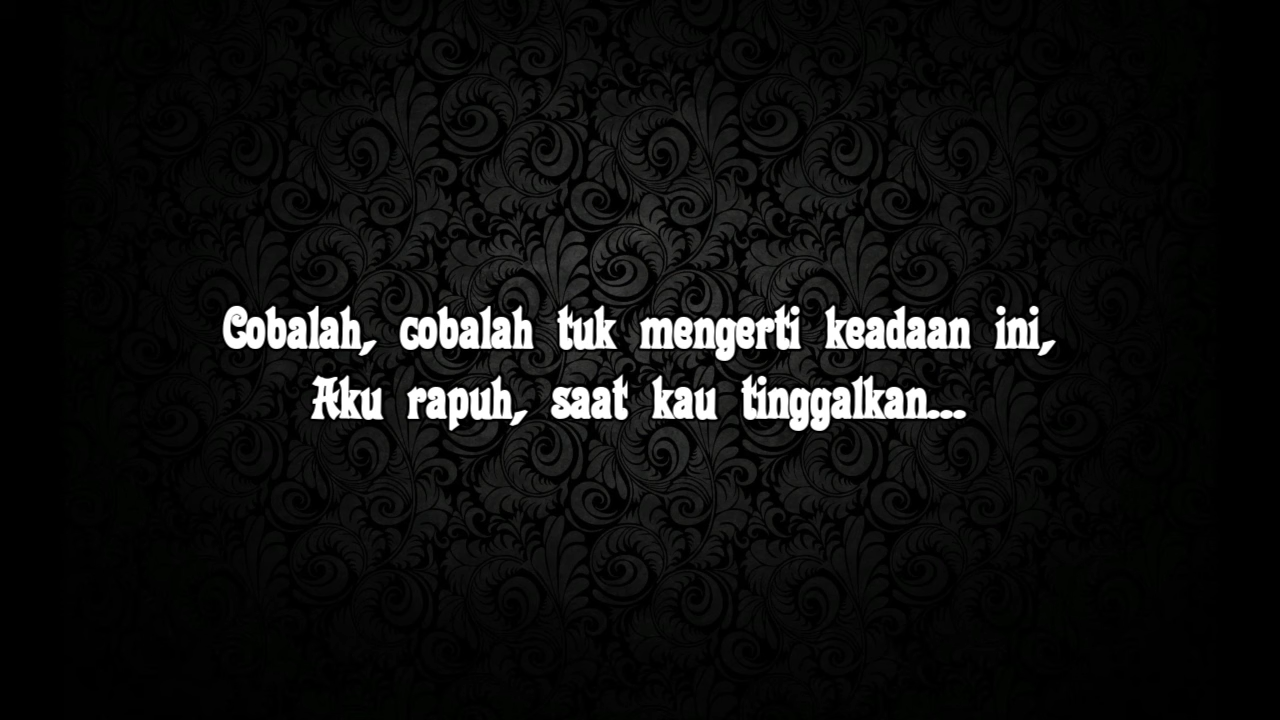 Cobalah, cobalah tuk mengerti keadaan ini,
Aku rapuh, saat kau tinggalkan...